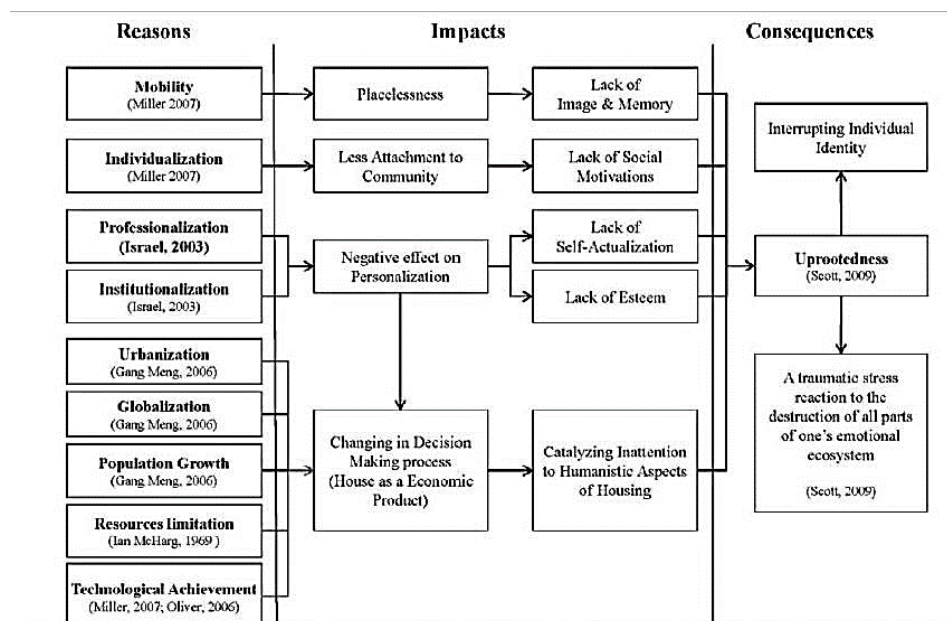 Reasons
Impacts
Consequences
Mobility
(Miller 2007)
Placelessness
Lack of
Image & Memory
Individualization
(Miller 2007)
Less Attachment to
Community
Lack of Social
Motivations
Professionalization
(Israel, 2003)
Institutionalization
(Israel, 2003)
Negative effect on
Personalization
Lack of
Self-Actualization
Lack of Esteem
Urbanization
(Gang Meng, 2006)
Globalization
(Gang Meng, 2006)
Population Growth
(Gang Meng, 2006)
Resources limitation
(Ian McHarg, 1969 )
Technological Achievement
(Miller, 2007; Oliver, 2006)
Changing in Decision
Making process
(House as a Economic
Product)
Catalyzing Inattention
to Humanistic Aspects
of Housing
Interrupting Individual
Identity
Uprootedness
(Scott, 2009)
A traumatic stress
reaction to the
destruction of all parts
of one's emotional
ecosystem
(Scott, 2009)